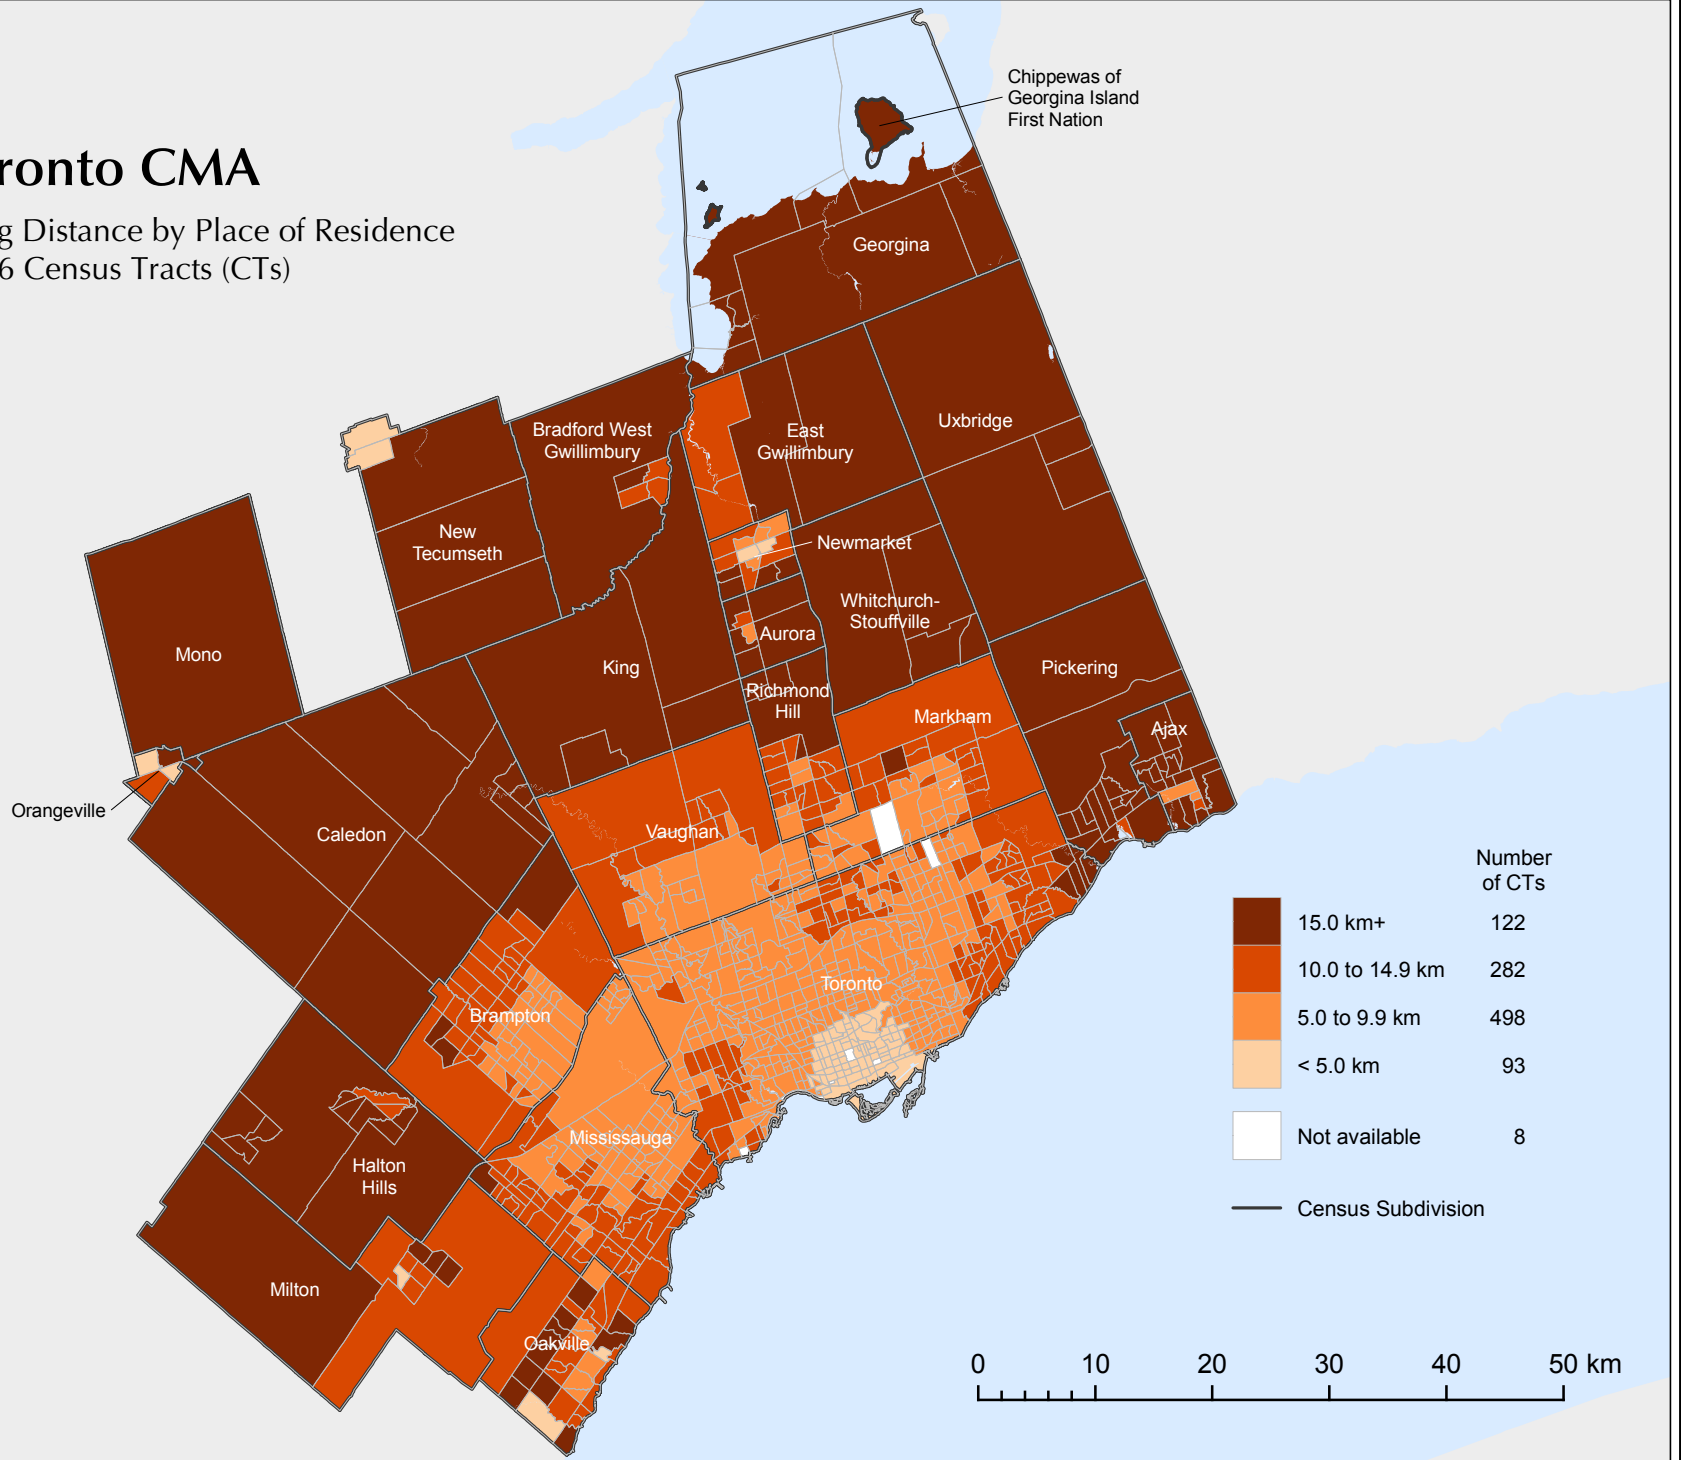 ronto CMA
g Distance by Place of Residence
6 Census Tracts (CTs)
Chippewas of
Georgina Island
First Nation
Georgina
Uxbridge
East
Gwillimbury
Bradford West
Gwillimbury
New
Tecumseth
Newmarket
Whitchurch-
Stouffville
Mono
Aurora
King
Pickering
Richmond
Hill
Markham
Ajax
Orangeville
Caledon
Vaughan
Toronto
Brampton
Mississauga
Halton
Hills
Milton
Oakville
Number
of CTs
15.0 km+ 122
10.0 to 14.9 km 282
5.0 to 9.9 km 498
< 5.0 km 93
Not available 8
Census Subdivision
0 10 20 30 40 50 km